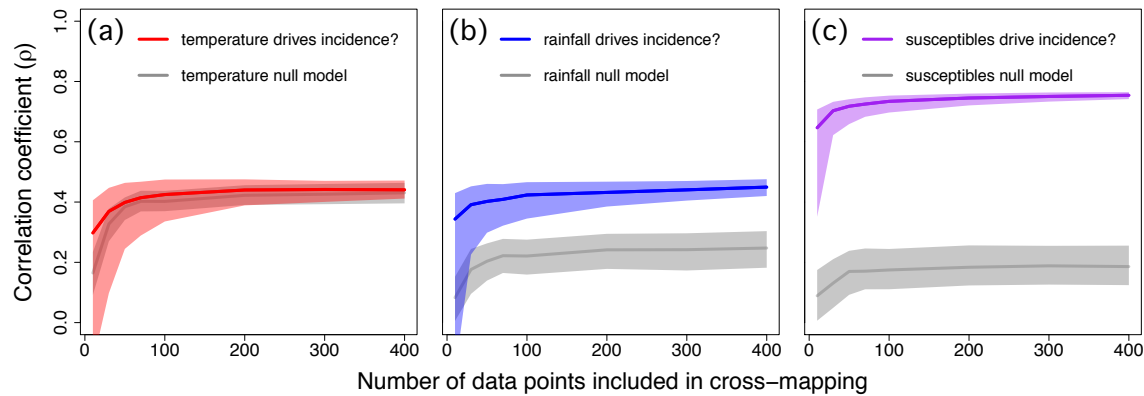 (a)
temperature drives incidence?
temperature null model
(b)
rainfall drives incidence?
rainfall null model
(c)
susceptibles drive incidence?
susceptibles null model
Correlation coefficient (ρ)
1.0
0.8
0.6
0.4
0.2
0.0
0 100 200 300 400
0 100 200 300 400
0 100 200 300 400
Number of data points included in cross−mapping